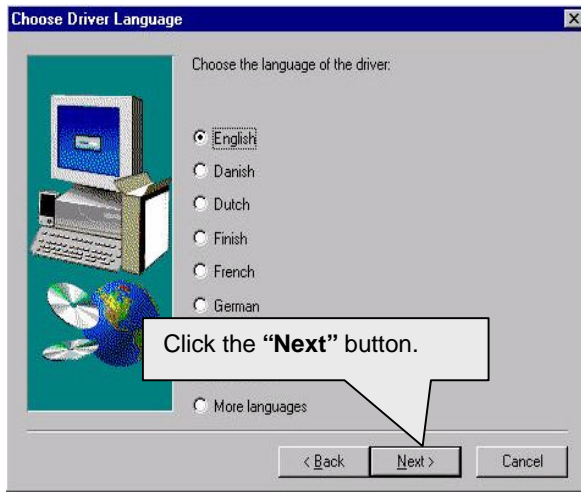 Choose Driver Language
Choose the language of the driver:
English
Danish
Dutch
Finish
French
German
Click the “Next” button.
More languages
< Back
Next >
Cancel